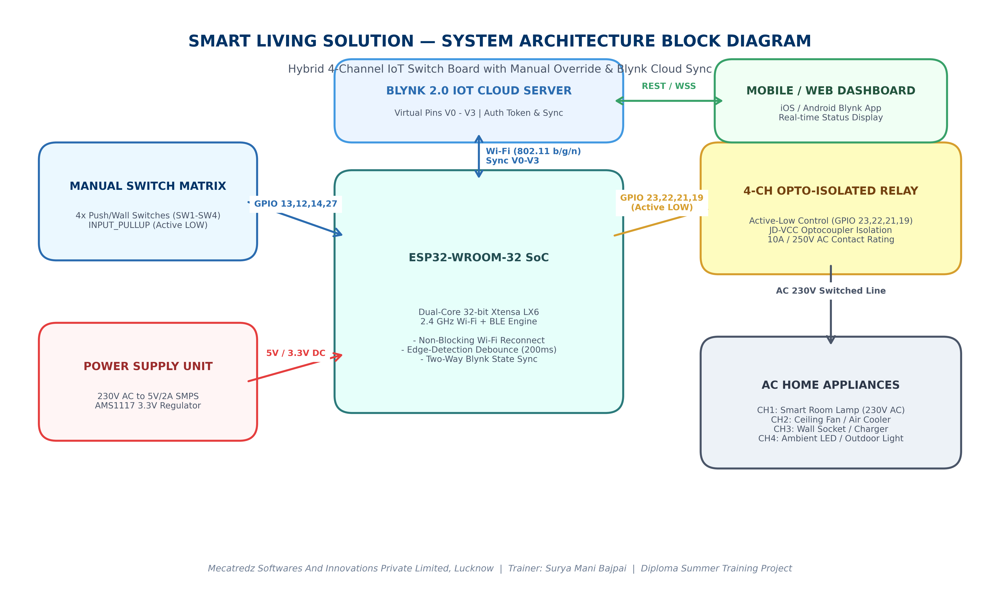 SMART LIVING SOLUTION — SYSTEM ARCHITECTURE BLOCK DIAGRAM
Hybrid 4-Channel IoT Switch Board with Manual Override & Blynk Cloud Sync
BLYNK 2.0 IOT CLOUD SERVER
Virtual Pins V0 - V3 | Auth Token & Sync
REST / WSS
MOBILE / WEB DASHBOARD
iOS / Android Blynk App
Real-time Status Display
Wi-Fi (802.11 b/g/n)
Sync V0-V3
MANUAL SWITCH MATRIX
4x Push/Wall Switches (SW1-SW4)
INPUT_PULLUP (Active LOW)
GPIO 13,12,14,27
ESP32-WROOM-32 SoC
Dual-Core 32-bit Xtensa LX6
2.4 GHz Wi-Fi + BLE Engine
- Non-Blocking Wi-Fi Reconnect
- Edge-Detection Debounce (200ms)
- Two-Way Blynk State Sync
GPIO 23,22,21,19
(Active LOW)
4-CH OPTO-ISOLATED RELAY
Active-Low Control (GPIO 23,22,21,19)
JD-VCC Optocoupler Isolation
10A / 250V AC Contact Rating
AC 230V Switched Line
POWER SUPPLY UNIT
230V AC to 5V/2A SMPS
AMS1117 3.3V Regulator
5V / 3.3V DC
AC HOME APPLIANCES
CH1: Smart Room Lamp (230V AC)
CH2: Ceiling Fan / Air Cooler
CH3: Wall Socket / Charger
CH4: Ambient LED / Outdoor Light
Mecatredz Softwares And Innovations Private Limited, Lucknow | Trainer: Surya Mani Bajpai | Diploma Summer Training Project